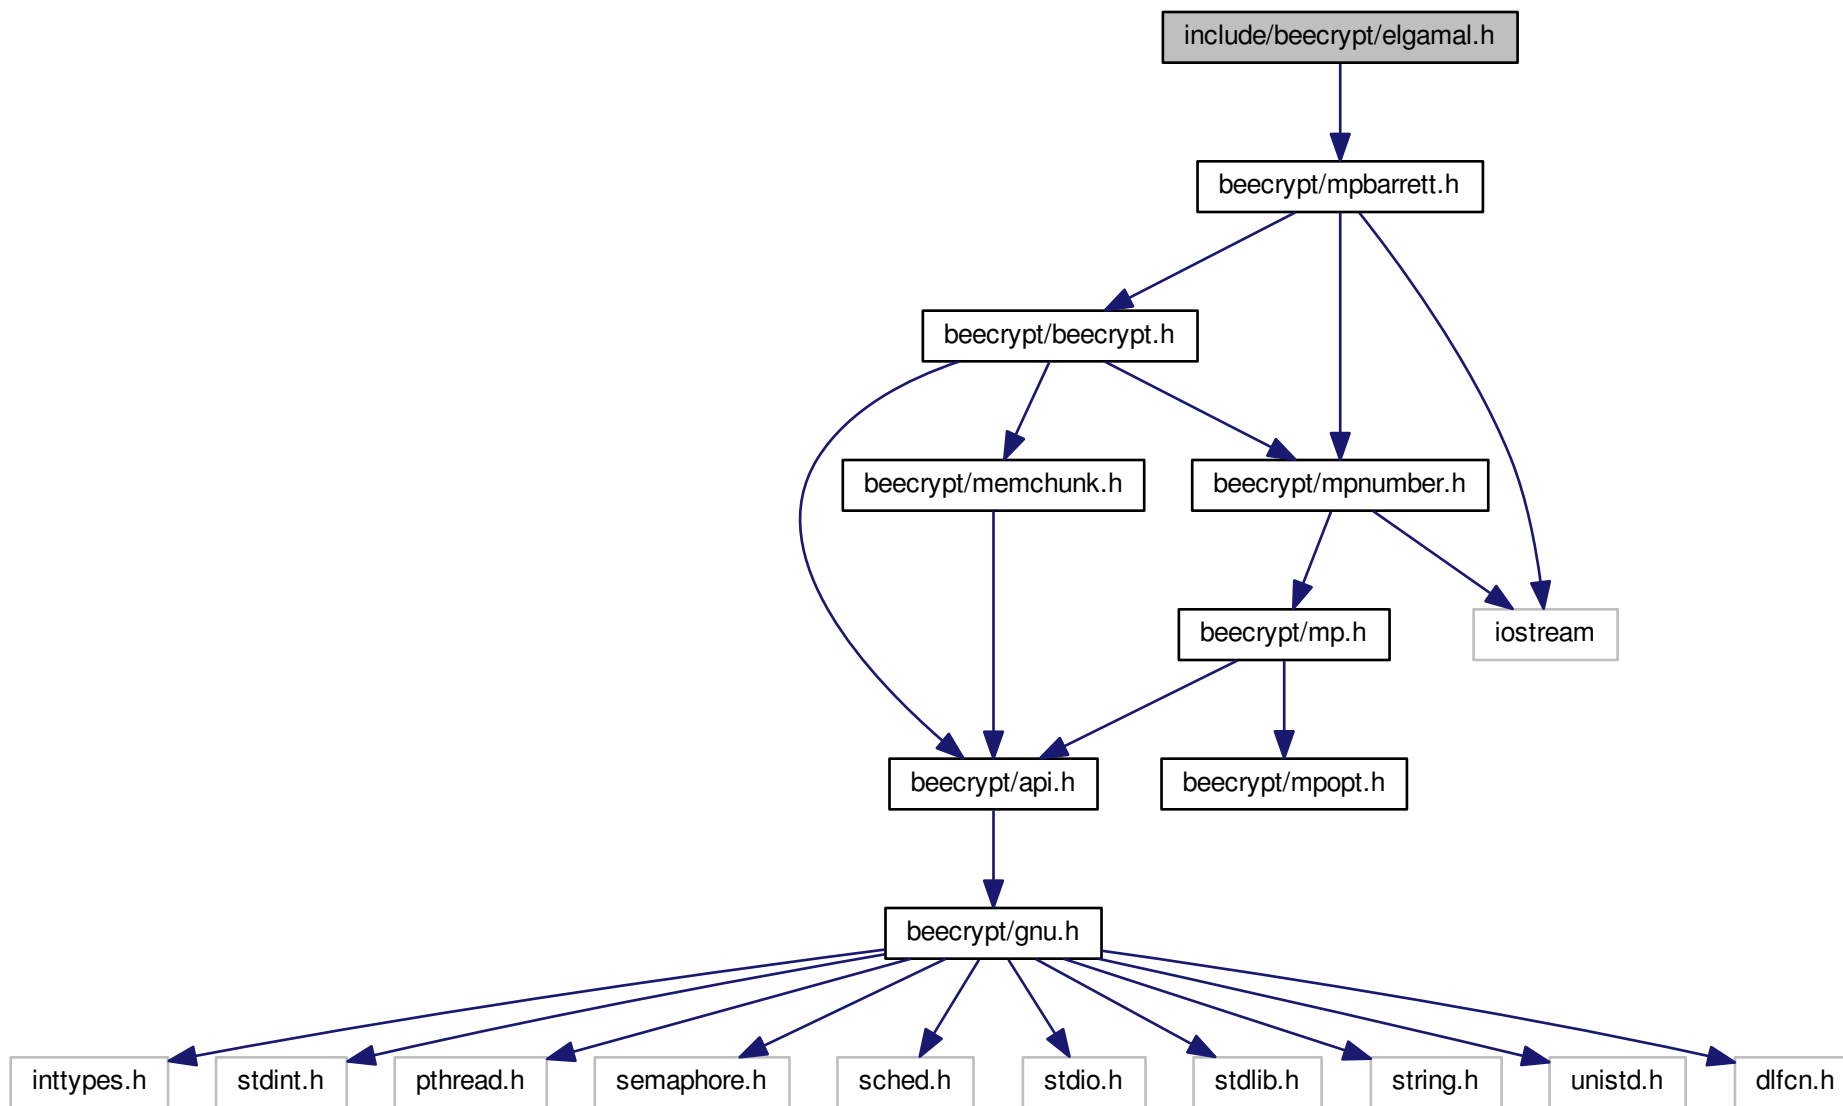 include/beecrypt/elgamal.h
beecrypt/mpbarrett.h
beecrypt/beecrypt.h
beecrypt/memchunk.h
beecrypt/mpnumber.h
beecrypt/mp.h
iostream
beecrypt/api.h
beecrypt/mpopt.h
beecrypt/gnu.h
inttypes.h
stdint.h
pthread.h
semaphore.h
sched.h
stdio.h
stdlib.h
string.h
unistd.h
dlfcn.h